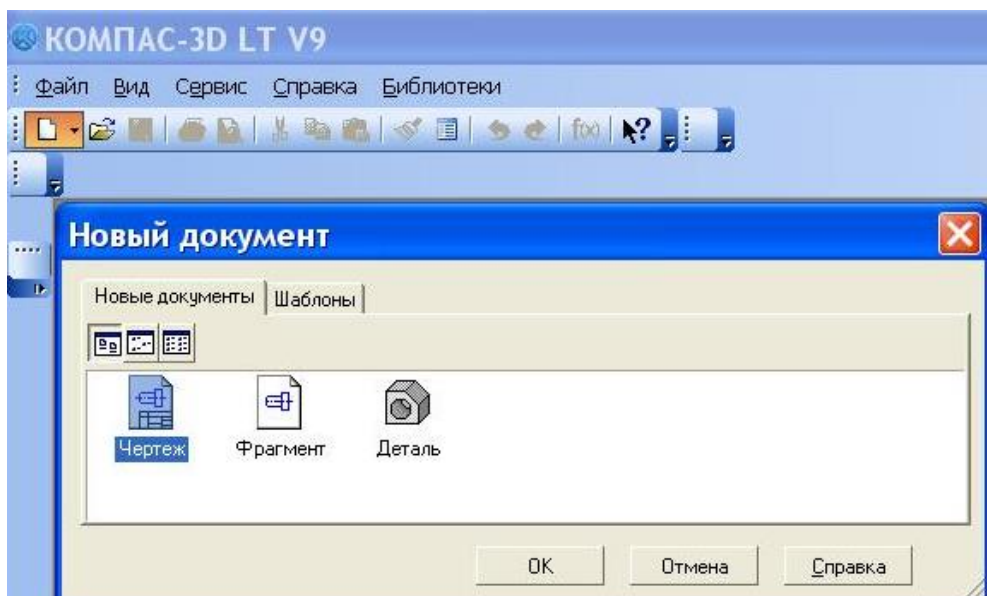 КОМПАС-3D LT V9
Файл Вид Сервис Справка Библиотеки
f(x) ?
Новый документ
Новые документы Шаблоны
Чертеж Фрагмент Деталь
OK Отмена Справка